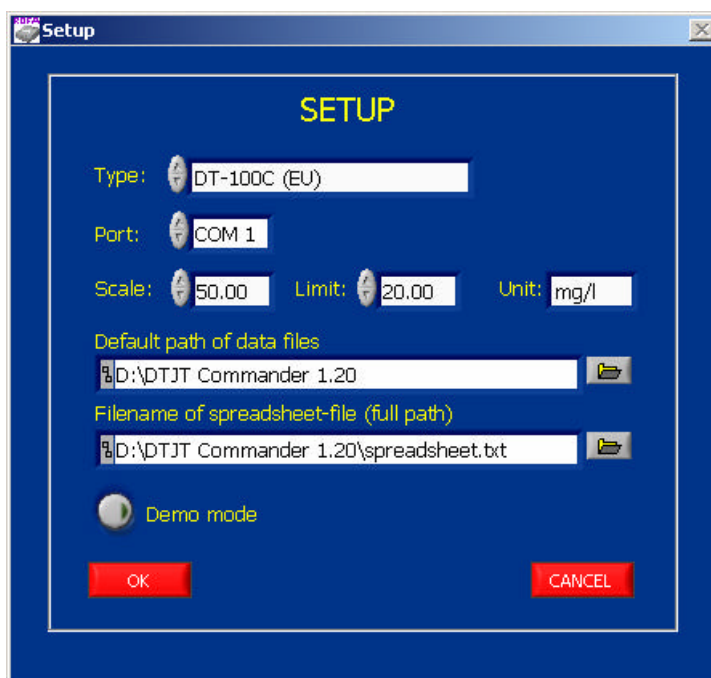 ROFA
Setup
SETUP
Type: DT-100C (EU)
Port: COM 1
Scale: 50.00 Limit: 20.00 Unit: mg/l
Default path of data files
D:\DTJT Commander 1.20
Filename of spreadsheet-file (full path)
D:\DTJT Commander 1.20\spreadsheet.txt
Demo mode
OK CANCEL